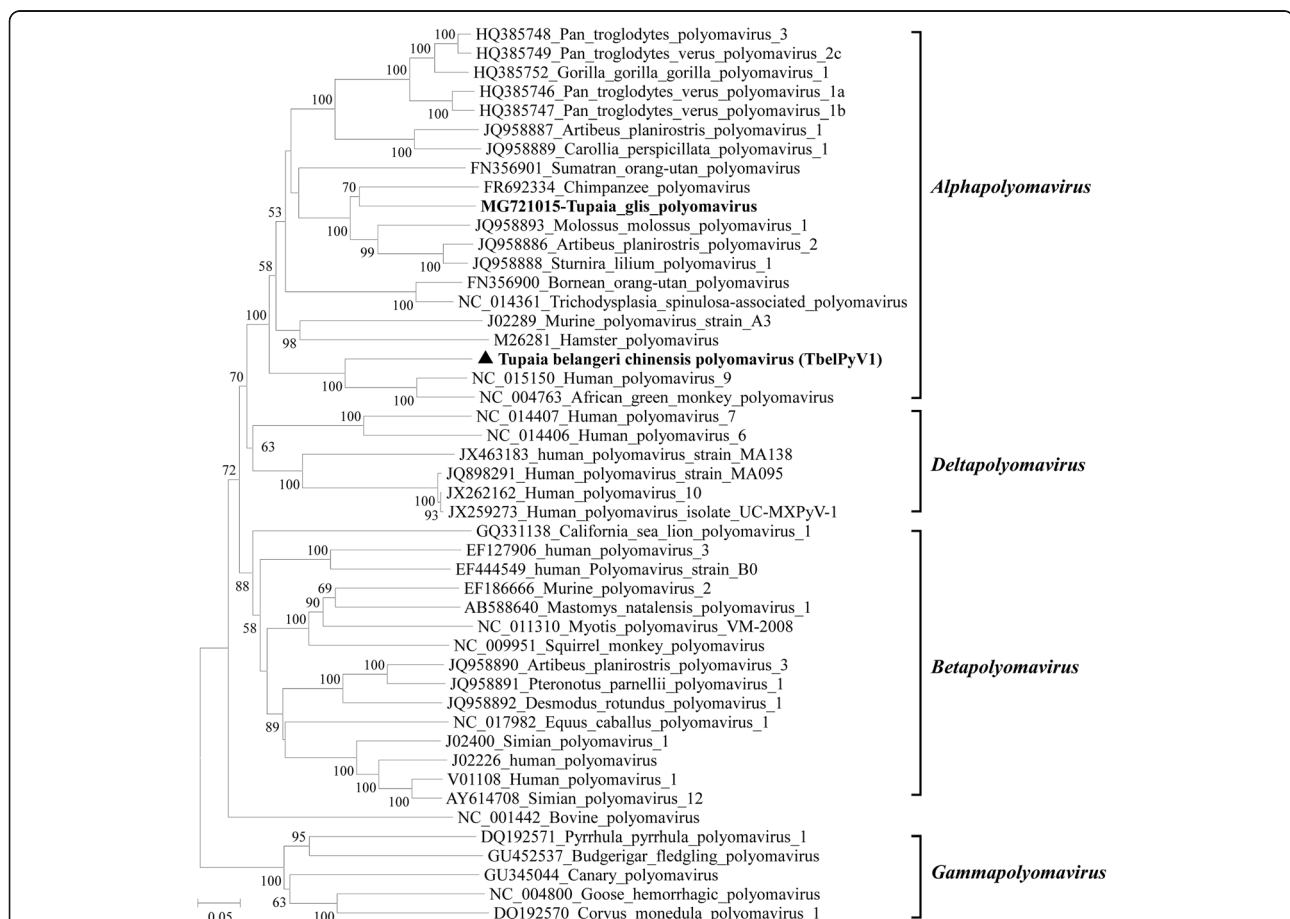 100
HQ385748_Pan_troglodytes_polyomavirus_3
100
HQ385749_Pan_troglodytes_verus_polyomavirus_2c
100
HQ385752_Gorilla_gorilla_gorilla_polyomavirus_1
HQ385746_Pan_troglodytes_verus_polyomavirus_1a
100
100
HQ385747_Pan_troglodytes_verus_polyomavirus_1b
JQ958887_Artibeus_planirostris_polyomavirus_1
100
JQ958889_Carollia_perspicillata_polyomavirus_1
FN356901_Sumatran_orang-utan_polyomavirus
70
FR692334_Chimpanzee_polyomavirus
Alphapolyomavirus
MG721015-Tupaia_glis_polyomavirus
53
100
JQ958893_Molossus_molossus_polyomavirus_1
99
JQ958886_Artibeus_planirostris_polyomavirus_2
100
JQ958888_Sturnira_lilium_polyomavirus_1
58
FN356900_Bornean_orang-utan_polyomavirus
100
NC_014361_Trichodysplasia_spinulosa-associated_polyomavirus
100
J02289_Murine_polyomavirus_strain_A3
98
M26281_Hamster_polyomavirus
▲ Tupaia belangeri chinensis polyomavirus (TbelPyV1)
70
100
NC_015150_Human_polyomavirus_9
100
NC_004763_African_green_monkey_polyomavirus
100
NC_014407_Human_polyomavirus_7
63
NC_014406_Human_polyomavirus_6
JX463183_human_polyomavirus_strain_MA138
Deltapolyomavirus
72
JQ898291_Human_polyomavirus_strain_MA095
100
100
JX262162_Human_polyomavirus_10
93
JX259273_Human_polyomavirus_isolate_UC-MXPyV-1
GQ331138_California_sea_lion_polyomavirus_1
100
EF127906_human_polyomavirus_3
EF444549_human_Polyomavirus_strain_B0
88
69
EF186666_Murine_polyomavirus_2
90
AB588640_Mastomys_natalensis_polyomavirus_1
58
100
NC_011310_Myotis_polyomavirus_VM-2008
NC_009951_Squirrel_monkey_polyomavirus
100
JQ958890_Artibeus_planirostris_polyomavirus_3
Betapolyomavirus
100
JQ958891_Pteronotus_parnellii_polyomavirus_1
JQ958892_Desmodus_rotundus_polyomavirus_1
89
NC_017982_Equus_caballus_polyomavirus_1
J02400_Simian_polyomavirus_1
100
J02226_human_polyomavirus
100
V01108_Human_polyomavirus_1
100
AY614708_Simian_polyomavirus_12
NC_001442_Bovine_polyomavirus
95
DQ192571_Pyrrhula_pyrrhula_polyomavirus_1
GU452537_Budgerigar_fledgling_polyomavirus
100
GU345044_Canary_polyomavirus
Gammapolyomavirus
63
NC_004800_Goose_hemorrhagic_polyomavirus
100
DQ192570_Corvus_monedula_polyomavirus_1
0.05